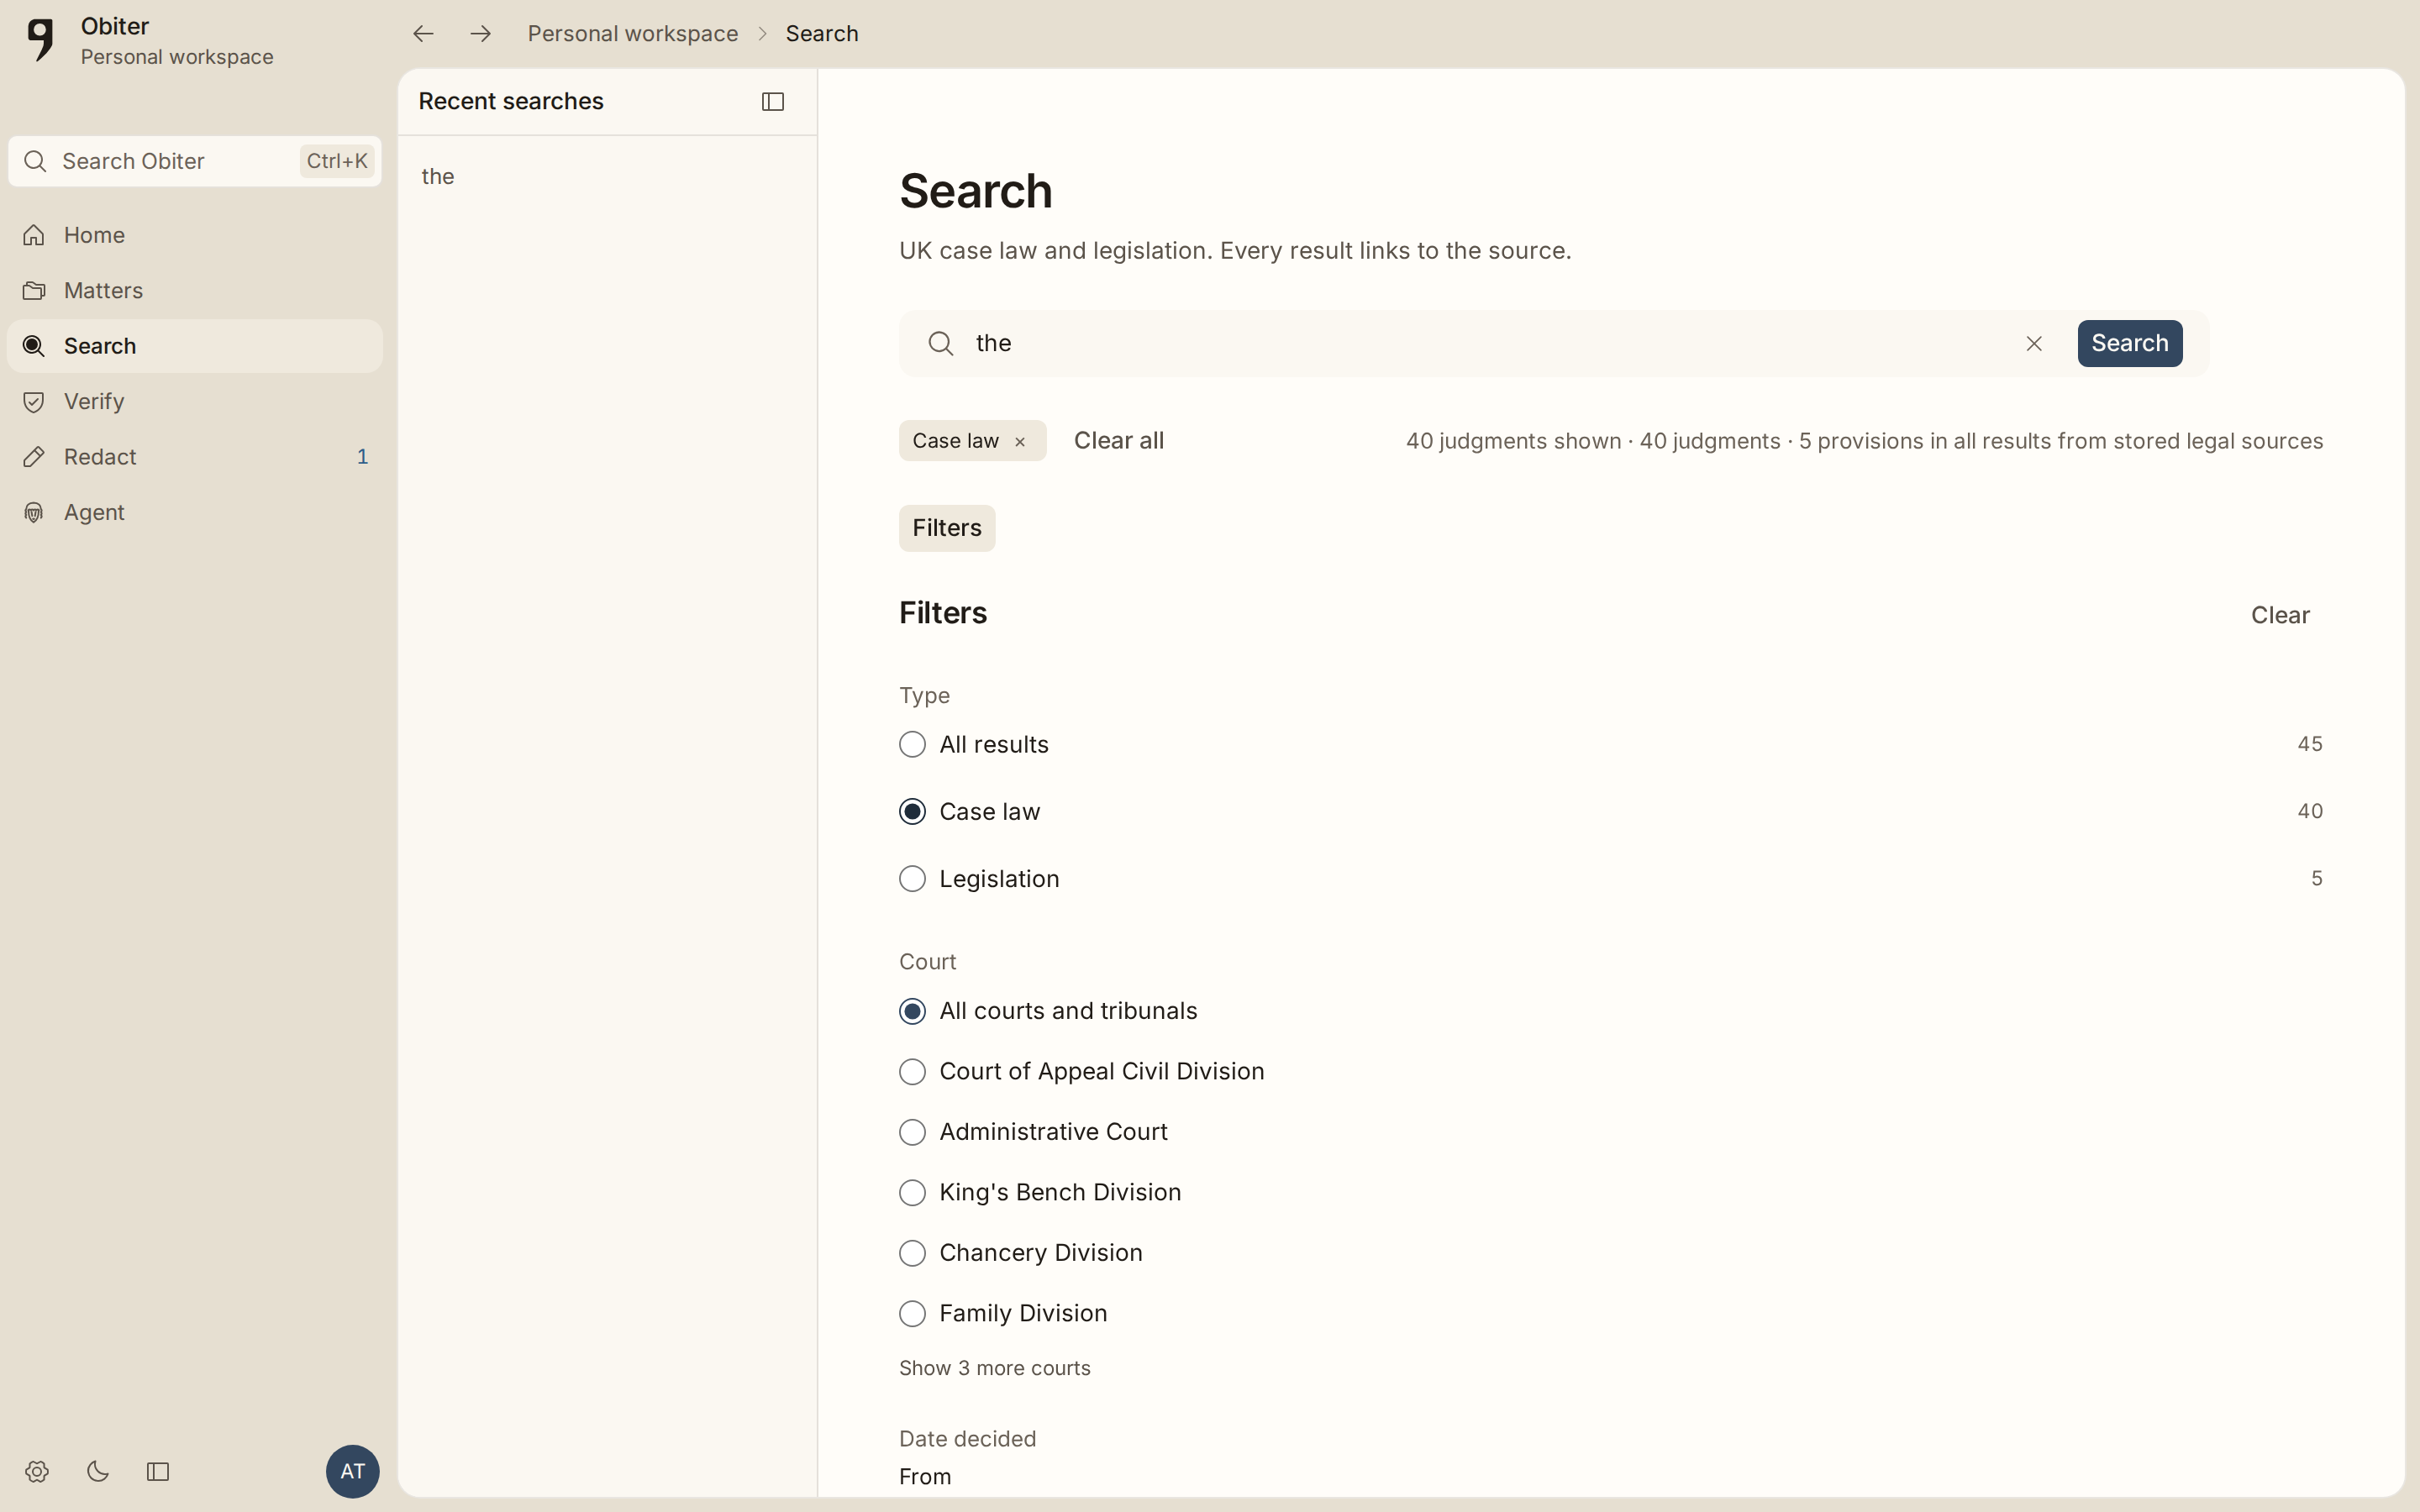 Obiter
Personal workspace
Search Obiter Ctrl+K
Home
Matters
Search
Verify
Redact 1
Agent
AT
Personal workspace > Search
Recent searches
the
Search
UK case law and legislation. Every result links to the source.
the Search
Case law × Clear all 40 judgments shown · 40 judgments · 5 provisions in all results from stored legal sources
Filters
Filters Clear
Type
All results 45
Case law 40
Legislation 5
Court
All courts and tribunals
Court of Appeal Civil Division
Administrative Court
King's Bench Division
Chancery Division
Family Division
Show 3 more courts
Date decided
From